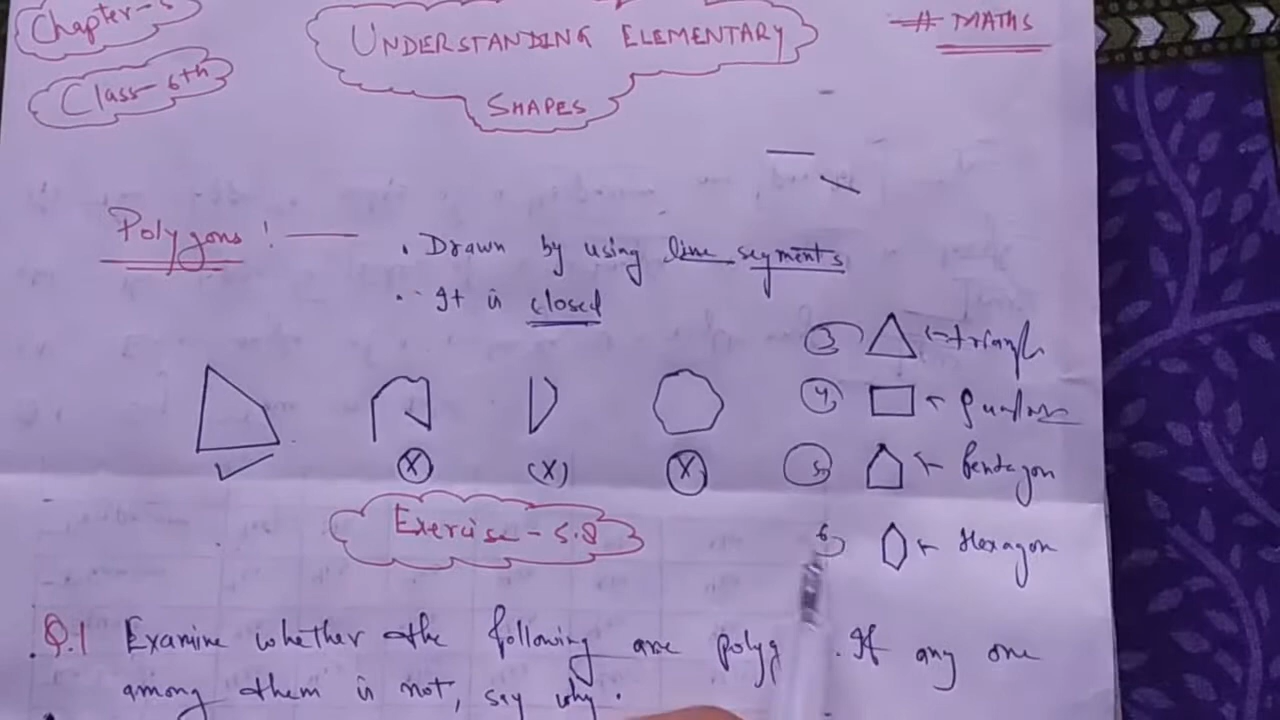 Chapter-5
Class-6th
UNDERSTANDING ELEMENTARY
SHAPES
# MATHS
Polygons :
• Drawn by using line segments
• It is closed
(X)
(X)
(X)
3 ← triangle
4
5 ← Pentagon
6 ← Hexagon
Exercise - 5.8
Q.1 Examine whether the following are polyg . If any one
among them is not, say why.